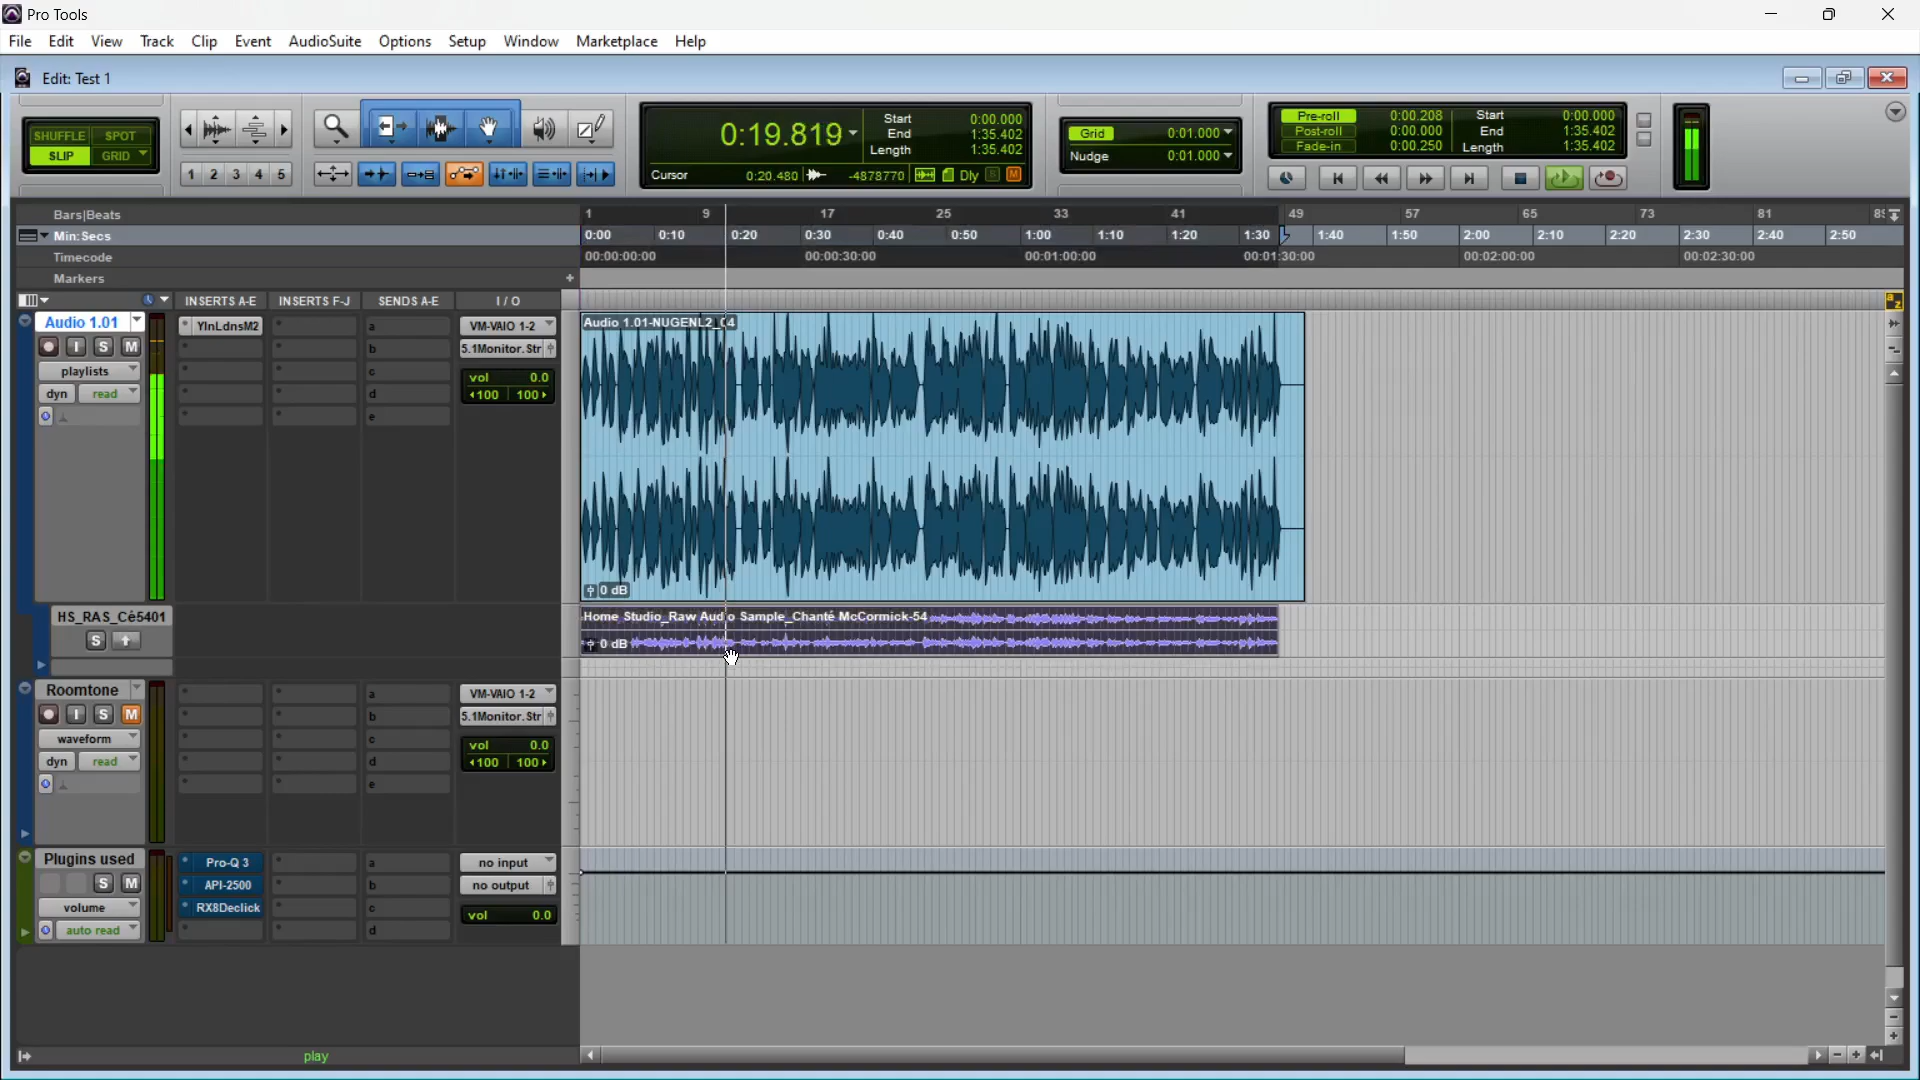 Pro Tools
File Edit View Track Clip Event AudioSuite Options Setup Window Marketplace Help
Edit: Test 1
SHUFFLE SPOT
SLIP GRID
1 2 3 4 5
0:19.819
Start 0:00.000
End 1:35.402
Length 1:35.402
Cursor 0:20.480 -4878770 Dly S M
Grid 0:01.000
Nudge 0:01.000
Pre-roll 0:00.208
Post-roll 0:00.000
Fade-in 0:00.250
Start 0:00.000
End 1:35.402
Length 1:35.402
Bars|Beats 1 9 17 25 33 41 49 57 65 73 81
Min:Secs 0:00 0:10 0:20 0:30 0:40 0:50 1:00 1:10 1:20 1:30 1:40 1:50 2:00 2:10 2:20 2:30 2:40 2:50
Timecode 00:00:00:00 00:00:30:00 00:01:00:00 00:01:30:00 00:02:00:00 00:02:30:00
Markers +
INSERTS A-E INSERTS F-J SENDS A-E I / O
a z
Audio 1.01
I S M
playlists
dyn read
YlnLdnsM2
a
b
c
d
e
VM-VAIO 1-2
5.1Monitor.Str
vol 0.0
100 100
Audio 1.01-NUGENL2_04
0 dB
HS_RAS_Cé5401
S
Home Studio_Raw Audio Sample_Chanté McCormick-54
0 dB
Roomtone
I S M
waveform
dyn read
a
b
c
d
e
VM-VAIO 1-2
5.1Monitor.Str
vol 0.0
100 100
Plugins used
S M
volume
auto read
Pro-Q 3
API-2500
RX8Declick
a
b
c
d
no input
no output
vol 0.0
play